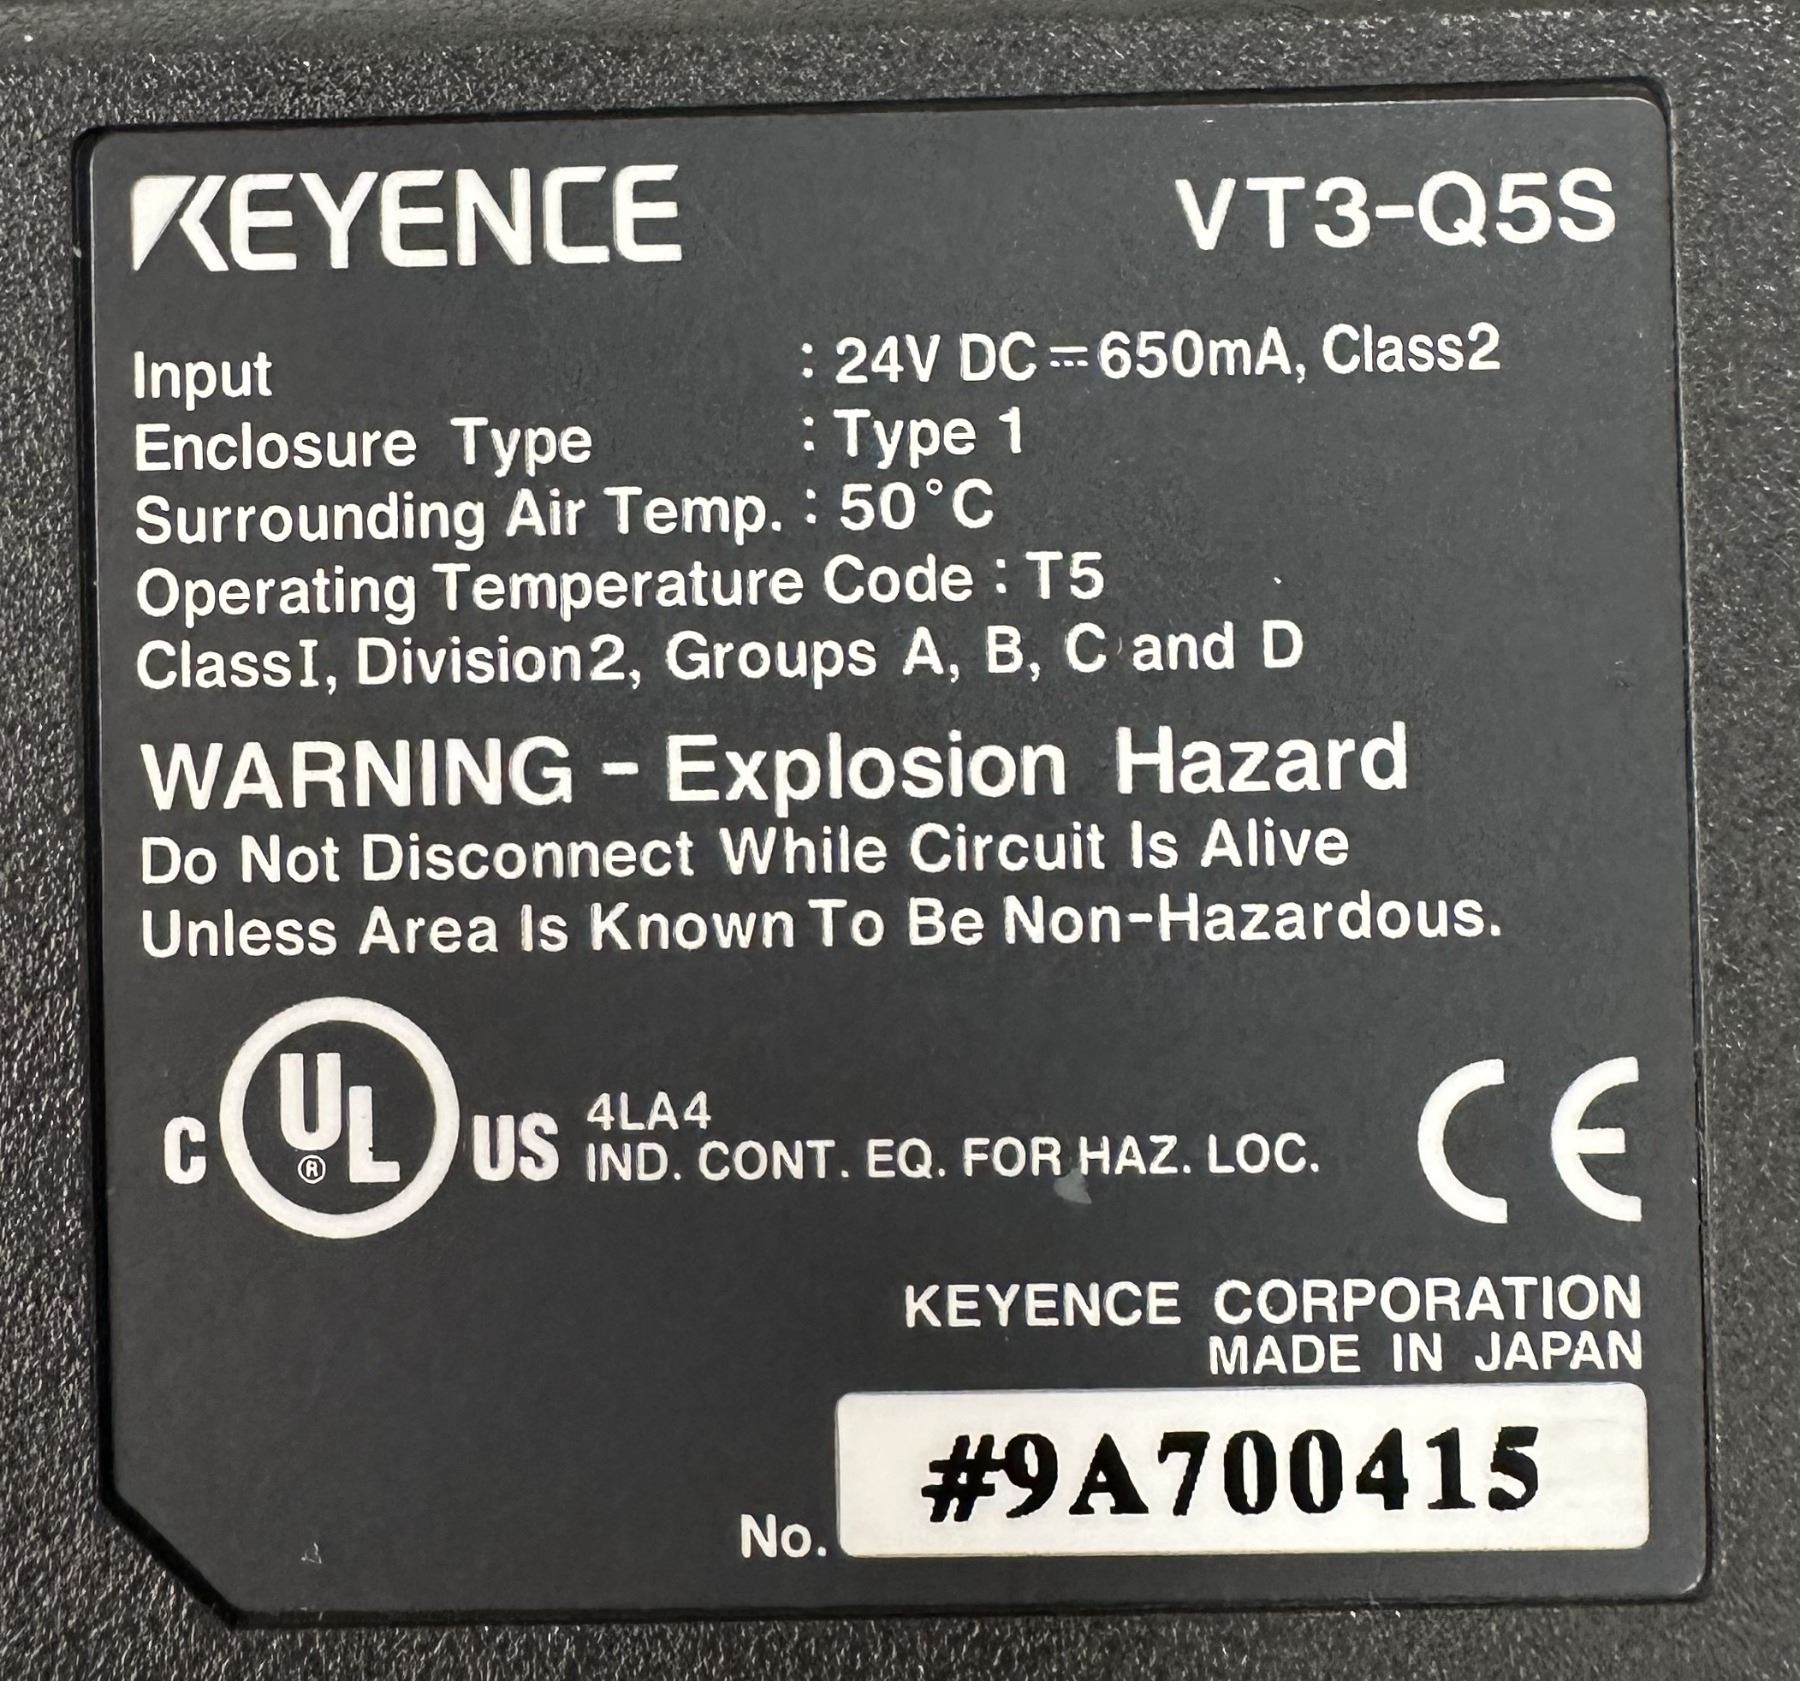 KEYENCE VT3-Q5S
Input : 24V DC⎓650mA, Class2
Enclosure Type : Type 1
Surrounding Air Temp. : 50°C
Operating Temperature Code : T5
ClassI, Division2, Groups A, B, C and D
WARNING - Explosion Hazard
Do Not Disconnect While Circuit Is Alive
Unless Area Is Known To Be Non-Hazardous.
C UL® US
4LA4
IND. CONT. EQ. FOR HAZ. LOC.
CE
KEYENCE CORPORATION
MADE IN JAPAN
No. #9A700415